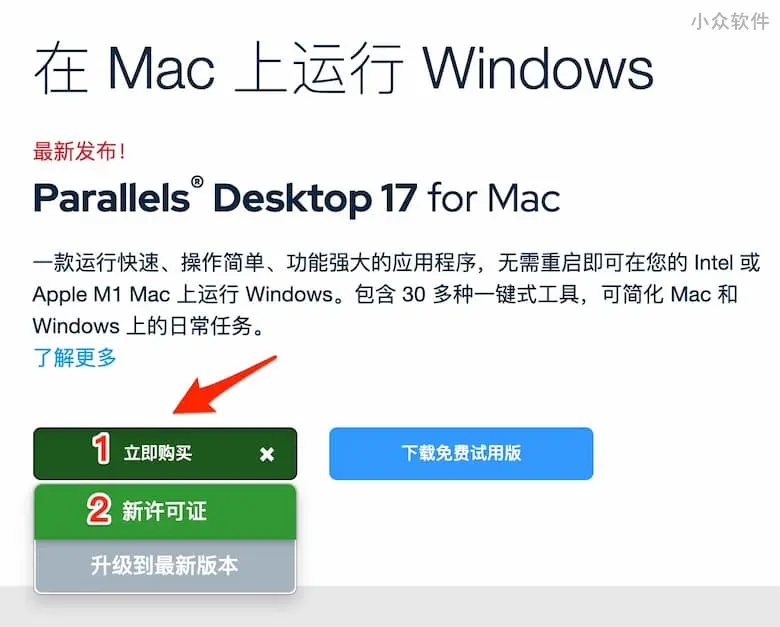 小众软件
在 Mac 上运行 Windows
最新发布!
Parallels® Desktop 17 for Mac
一款运行快速、操作简单、功能强大的应用程序，无需重启即可在您的 Intel 或
Apple M1 Mac 上运行 Windows。包含 30 多种一键式工具，可简化 Mac 和
Windows 上的日常任务。
了解更多
1 立即购买 ×
下载免费试用版
2 新许可证
升级到最新版本